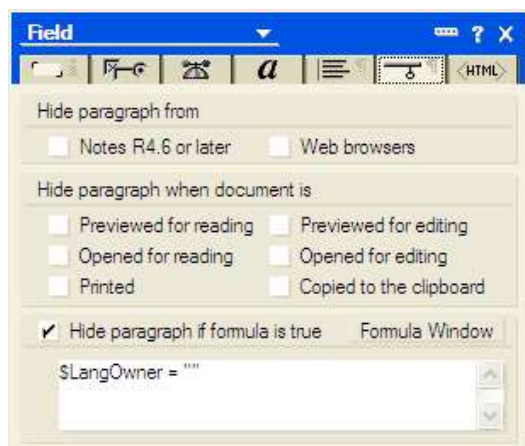 Field
?
X
a
<HTML>
Hide paragraph from
Notes R4.6 or later Web browsers
Hide paragraph when document is
Previewed for reading Previewed for editing
Opened for reading Opened for editing
Printed Copied to the clipboard
Hide paragraph if formula is true Formula Window
$LangOwner = ""